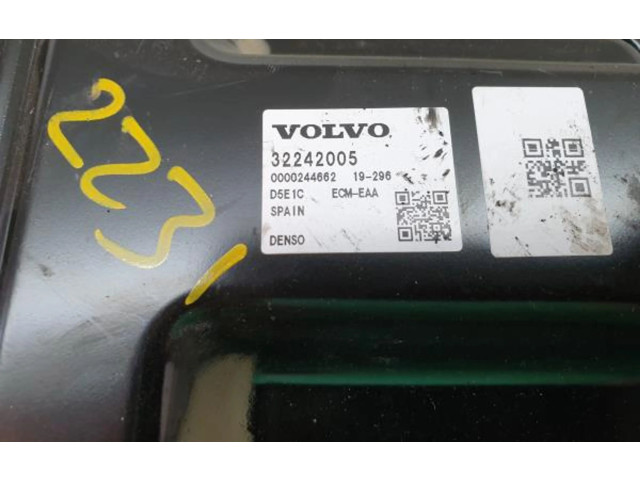 223,
VOLVO
32242005
0000244662 19-296
D5E1C ECM-EAA
SPAIN
DENSO